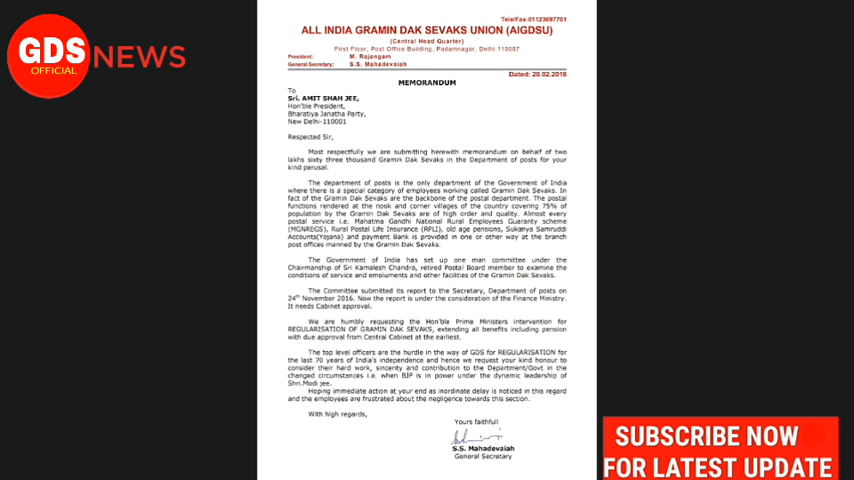 GDS NEWS
OFFICIAL
Tele/Fax-01123697701
ALL INDIA GRAMIN DAK SEVAKS UNION (AIGDSU)
(Central Head Quarter)
First Floor, Post Office Building, Padamnagar, Delhi 110007
President: M. Rajangam
General Secretary: S.S. Mahadevaiah
Dated: 20.02.2018
MEMORANDUM
To
Sri. AMIT SHAH JEE,
Hon'ble President,
Bharatiya Janatha Party,
New Delhi-110001
Respected Sir,
Most respectfully we are submitting herewith memorandum on behalf of two
lakhs sixty three thousand Gramin Dak Sevaks in the Department of posts for your
kind perusal.
The department of posts is the only department of the Government of India
where there is a special category of employees working called Gramin Dak Sevaks. In
fact of the Gramin Dak Sevaks are the backbone of the postal department. The postal
functions rendered at the nook and corner villages of the country covering 75% of
population by the Gramin Dak Sevaks are of high order and quality. Almost every
postal service i.e. Mahatma Gandhi National Rural Employees Guaranty scheme
(MGNREGS), Rural Postal Life Insurance (RPLI), old age pensions, Sukanya Samruddi
Accounts(Yojana) and payment Bank is provided in one or other way at the branch
post offices manned by the Gramin Dak Sevaks.
The Government of India has set up one man committee under the
Chairmanship of Sri Kamalesh Chandra, retired Postal Board member to examine the
conditions of service and emoluments and other facilities of the Gramin Dak Sevaks.
The Committee submitted its report to the Secretary, Department of posts on
24th November 2016. Now the report is under the consideration of the Finance Ministry.
It needs Cabinet approval.
We are humbly requesting the Hon'ble Prime Ministers intervention for
REGULARISATION OF GRAMIN DAK SEVAKS, extending all benefits including pension
with due approval from Central Cabinet at the earliest.
The top level officers are the hurdle in the way of GDS for REGULARISATION for
the last 70 years of India's independence and hence we request your kind honour to
consider their hard work, sincerity and contribution to the Department/Govt in the
changed circumstances i.e. when BJP is in power under the dynamic leadership of
Shri.Modi jee.
Hoping immediate action at your end as inordinate delay is noticed in this regard
and the employees are frustrated about the negligence towards this section.
With high regards,
Yours faithfull
S.S. Mahadevaiah
General Secretary
SUBSCRIBE NOW
FOR LATEST UPDATE